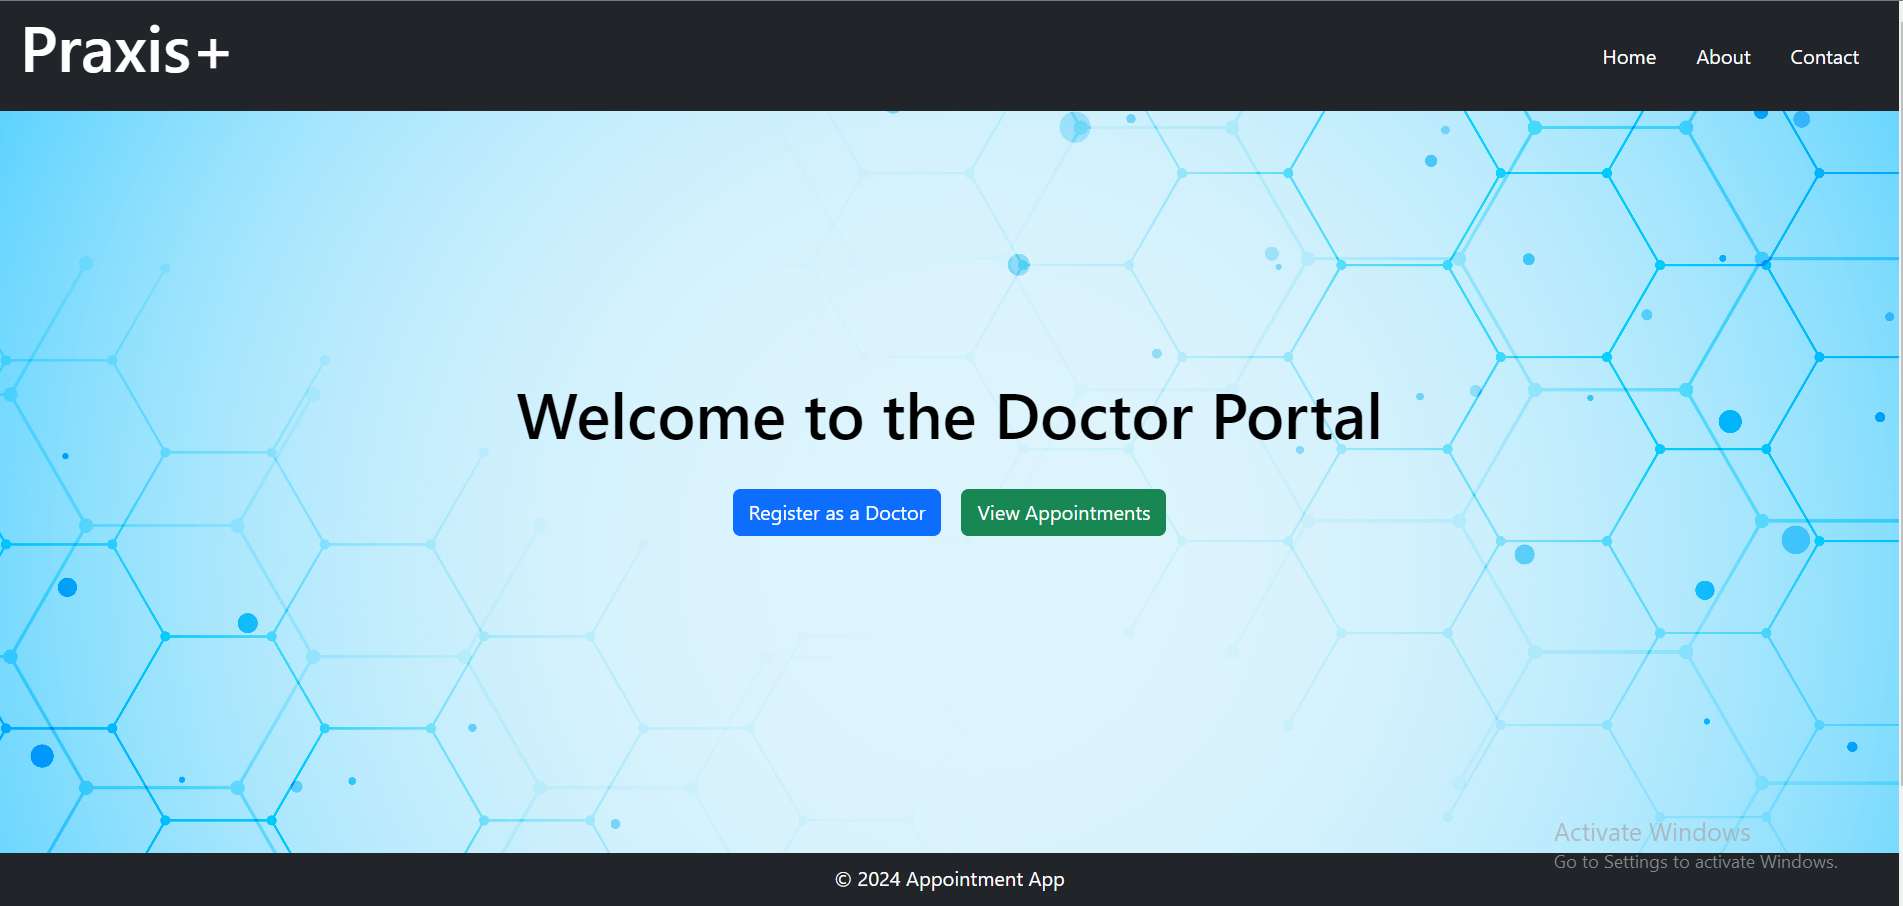 Praxis+
Home About Contact
Welcome to the Doctor Portal
Register as a Doctor View Appointments
Activate Windows
Go to Settings to activate Windows.
© 2024 Appointment App